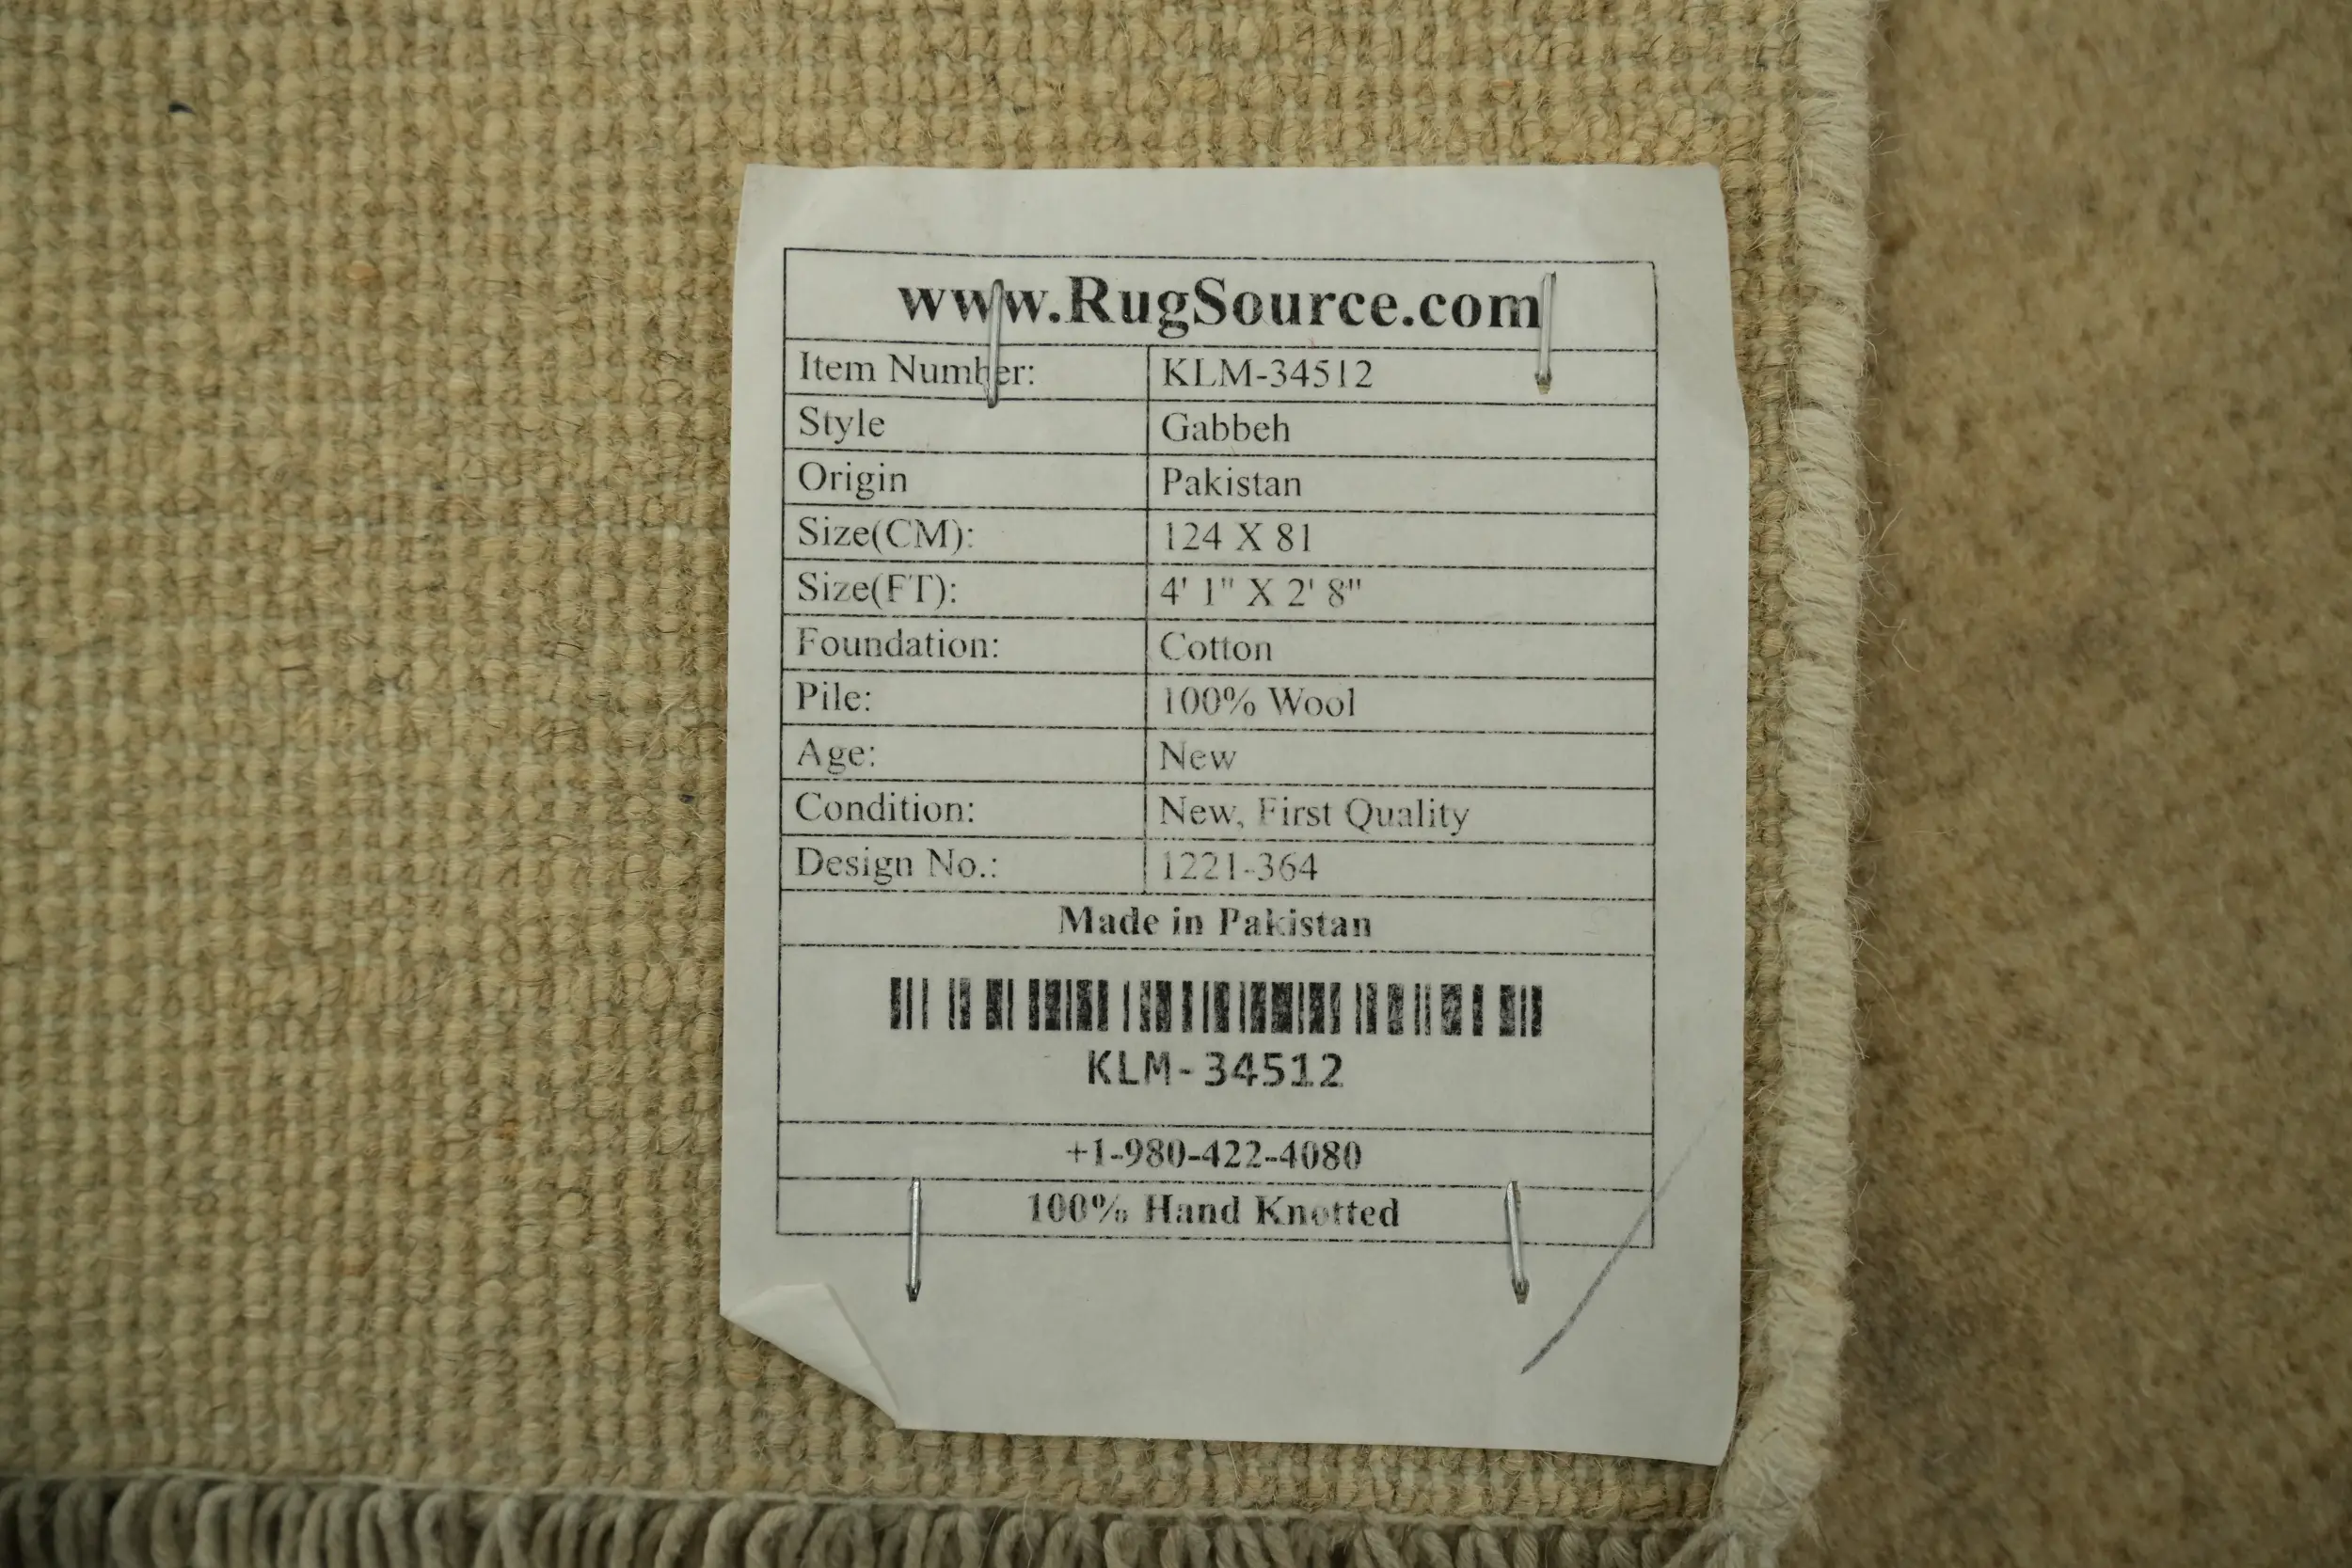 www.RugSource.com
Item Number: KLM-34512
Style Gabbeh
Origin Pakistan
Size(CM): 124 X 81
Size(FT): 4' 1" X 2' 8"
Foundation: Cotton
Pile: 100% Wool
Age: New
Condition: New, First Quality
Design No.: 1221-364
Made in Pakistan
KLM-34512
+1-980-422-4080
100% Hand Knotted